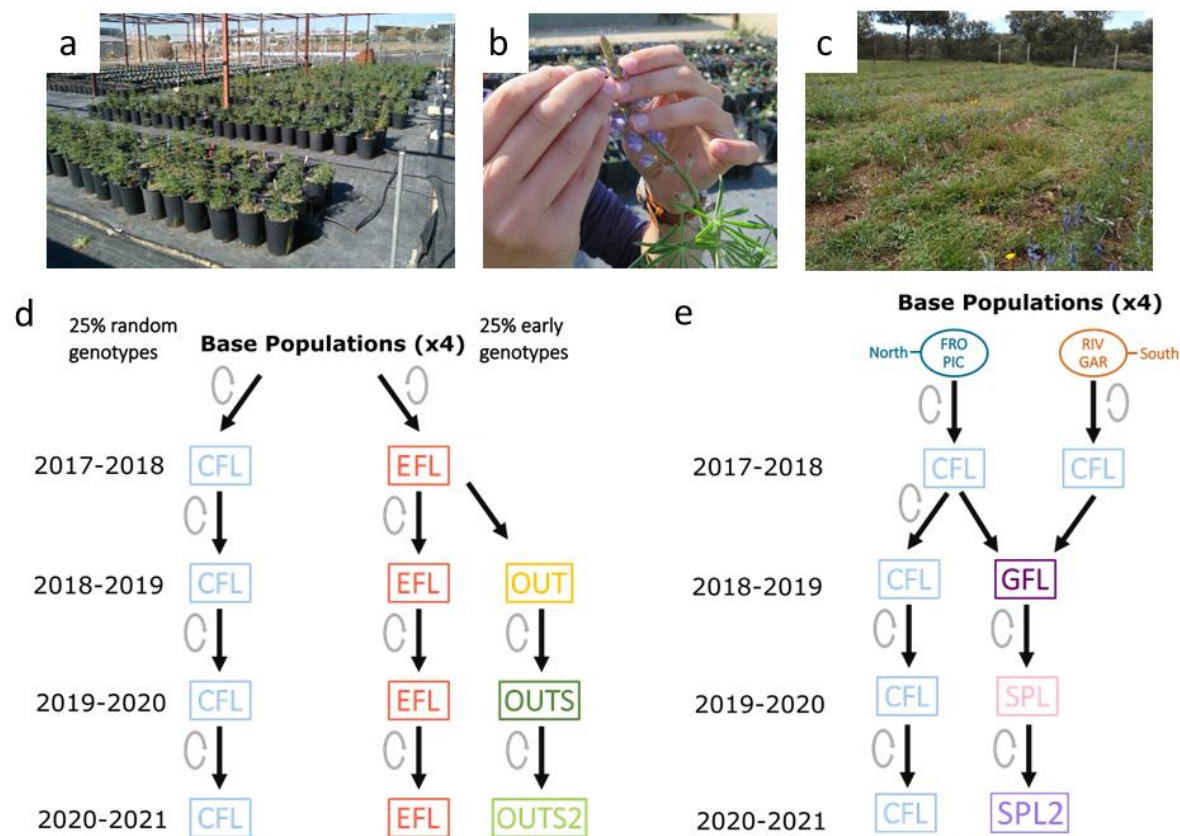 a
b
c
d
25% random
genotypes
Base Populations (x4)
25% early
genotypes
2017-2018
CFL
EFL
2018-2019
CFL
EFL
OUT
2019-2020
CFL
EFL
OUTS
2020-2021
CFL
EFL
OUTS2
e
Base Populations (x4)
North
FRO
PIC
RIV
GAR
South
2017-2018
CFL
CFL
2018-2019
CFL
GFL
2019-2020
CFL
SPL
2020-2021
CFL
SPL2